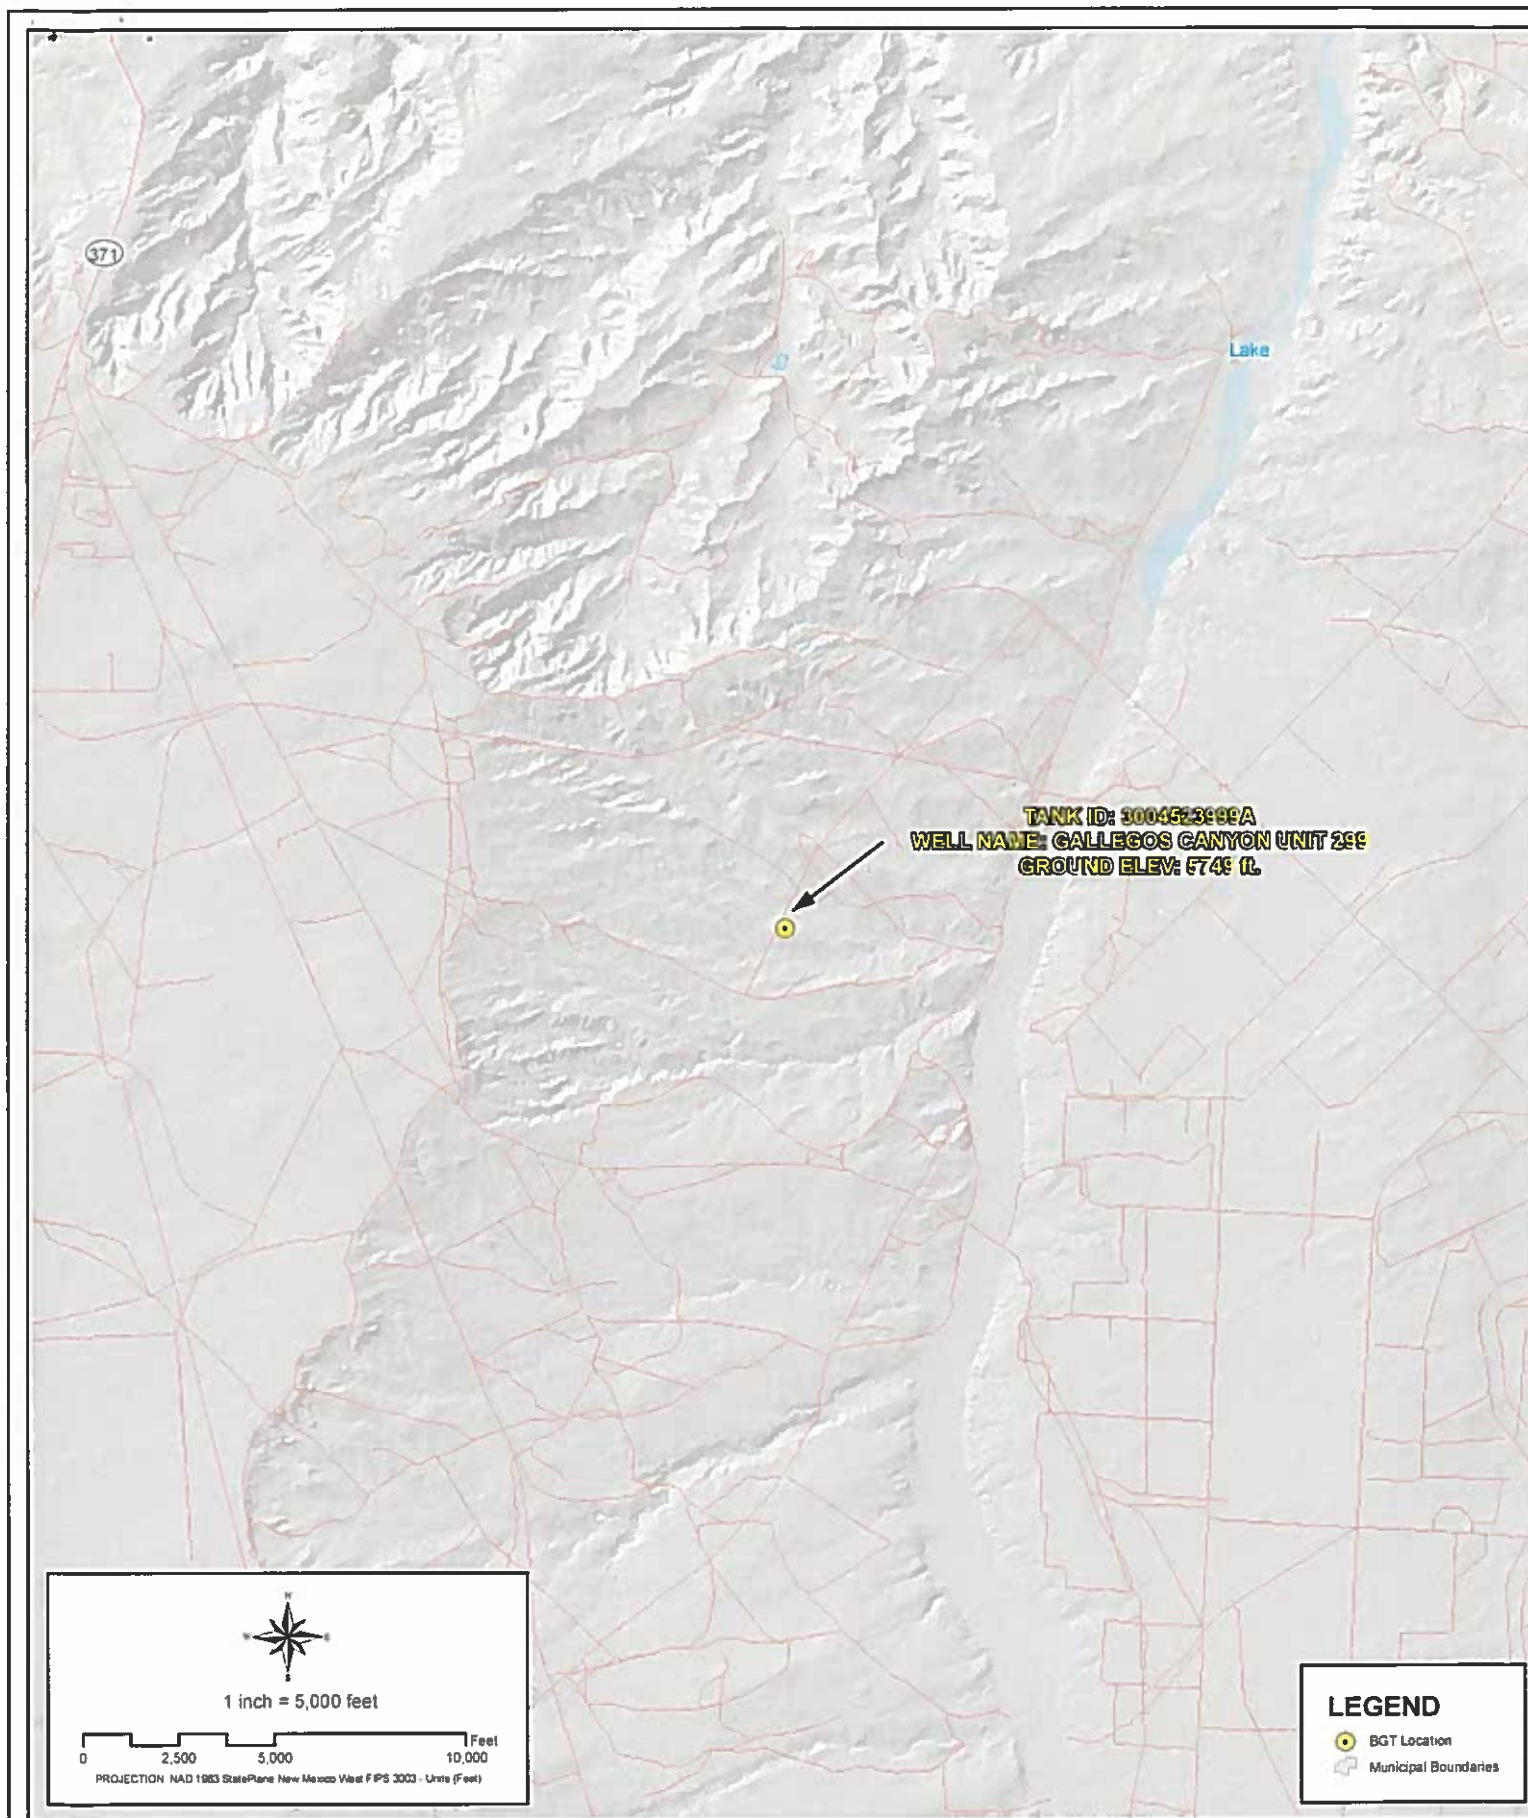 371
Lake
TANK ID: 3004523999A
WELL NAME: GALLEGOS CANYON UNIT 299
GROUND ELEV: 5749 ft.
N
W E
S
1 inch = 5,000 feet
Feet
0 2,500 5,000 10,000
PROJECTION NAD 1983 StatePlane New Mexico West FIPS 3003 - Units (Feet)
LEGEND
BGT Location
Municipal Boundaries